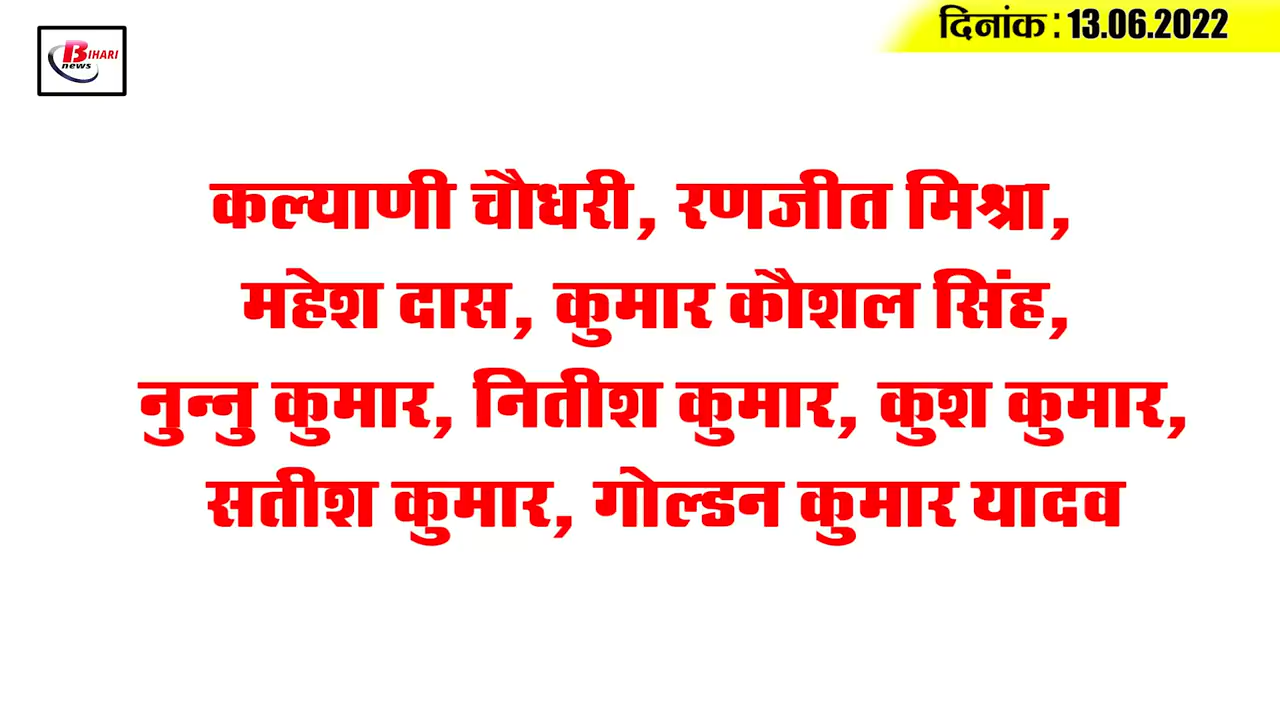 BIHARI
news
दिनांक : 13.06.2022
कल्याणी चौधरी, रणजीत मिश्रा,
महेश दास, कुमार कौशल सिंह,
नुन्नु कुमार, नितीश कुमार, कुश कुमार,
सतीश कुमार, गोल्डन कुमार यादव